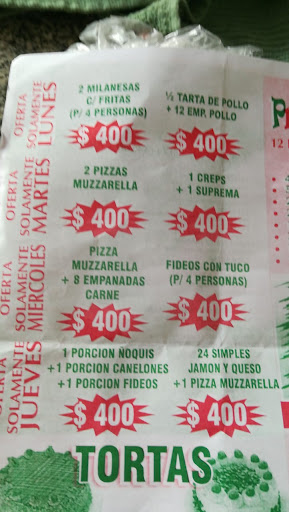 OFERTA
SOLAMENTE
LUNES
2 MILANESAS
C/ FRITAS
(P/ 4 PERSONAS)
$ 400
½ TARTA DE POLLO
+ 12 EMP. POLLO
$ 400
OFERTA
SOLAMENTE
MARTES
2 PIZZAS
MUZZARELLA
$ 400
1 CREPS
+ 1 SUPREMA
$ 400
OFERTA
SOLAMENTE
MIERCOLES
PIZZA
MUZZARELLA
+ 8 EMPANADAS
CARNE
$ 400
FIDEOS CON TUCO
(P/ 4 PERSONAS)
$ 400
OFERTA
SOLAMENTE
JUEVES
1 PORCION ÑOQUIS
+1 PORCION CANELONES
+1 PORCION FIDEOS
$ 400
24 SIMPLES
JAMON Y QUESO
+ 1 PIZZA MUZZARELLA
$ 400
TORTAS
12